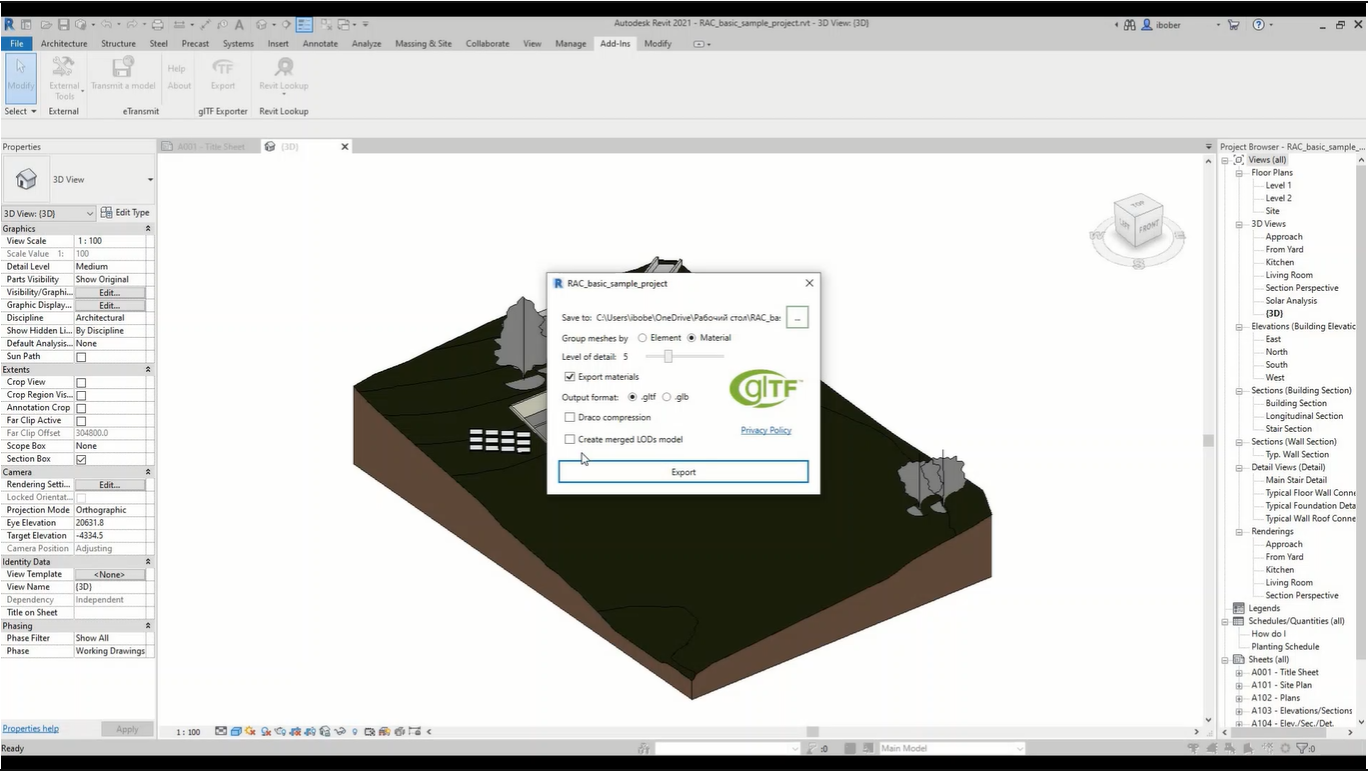 Autodesk Revit 2021 - RAC_basic_sample_project.rvt - 3D View: {3D}
ibober
File Architecture Structure Steel Precast Systems Insert Annotate Analyze Massing & Site Collaborate View Manage Add-Ins Modify
Modify
External Tools
Transmit a model
Help
About
Export
Revit Lookup
Select External eTransmit glTF Exporter Revit Lookup
Properties
A001 - Title Sheet
{3D}
Project Browser - RAC_basic_sample_...
3D View
3D View: {3D} Edit Type
Graphics
View Scale 1 : 100
Scale Value 1: 100
Detail Level Medium
Parts Visibility Show Original
Visibility/Graphi... Edit...
Graphic Display... Edit...
Discipline Architectural
Show Hidden Li... By Discipline
Default Analysis... None
Sun Path
Extents
Crop View
Crop Region Vis...
Annotation Crop
Far Clip Active
Far Clip Offset 304800.0
Scope Box None
Section Box
Camera
Rendering Setti... Edit...
Locked Orientat...
Projection Mode Orthographic
Eye Elevation 20631.8
Target Elevation -4334.5
Camera Position Adjusting
Identity Data
View Template <None>
View Name {3D}
Dependency Independent
Title on Sheet
Phasing
Phase Filter Show All
Phase Working Drawings
Properties help Apply
TOP
LEFT
FRONT
RAC_basic_sample_project
Save to: C:\Users\ibobe\OneDrive\Рабочий стол\RAC_ba: ...
Group meshes by Element Material
Level of detail: 5
Export materials
Output format: .gltf .glb
Draco compression
Create merged LODs model
glTF™
Privacy Policy
Export
Views (all)
Floor Plans
Level 1
Level 2
Site
3D Views
Approach
From Yard
Kitchen
Living Room
Section Perspective
Solar Analysis
{3D}
Elevations (Building Elevation
East
North
South
West
Sections (Building Section)
Building Section
Longitudinal Section
Stair Section
Sections (Wall Section)
Typ. Wall Section
Detail Views (Detail)
Main Stair Detail
Typical Floor Wall Conne
Typical Foundation Deta
Typical Wall Roof Connec
Renderings
Approach
From Yard
Kitchen
Living Room
Section Perspective
Legends
Schedules/Quantities (all)
How do I
Planting Schedule
Sheets (all)
A001 - Title Sheet
A101 - Site Plan
A102 - Plans
A103 - Elevations/Sections
A104 - Elev./Sec./Det.
1 : 100
Ready
:0
Main Model
:0